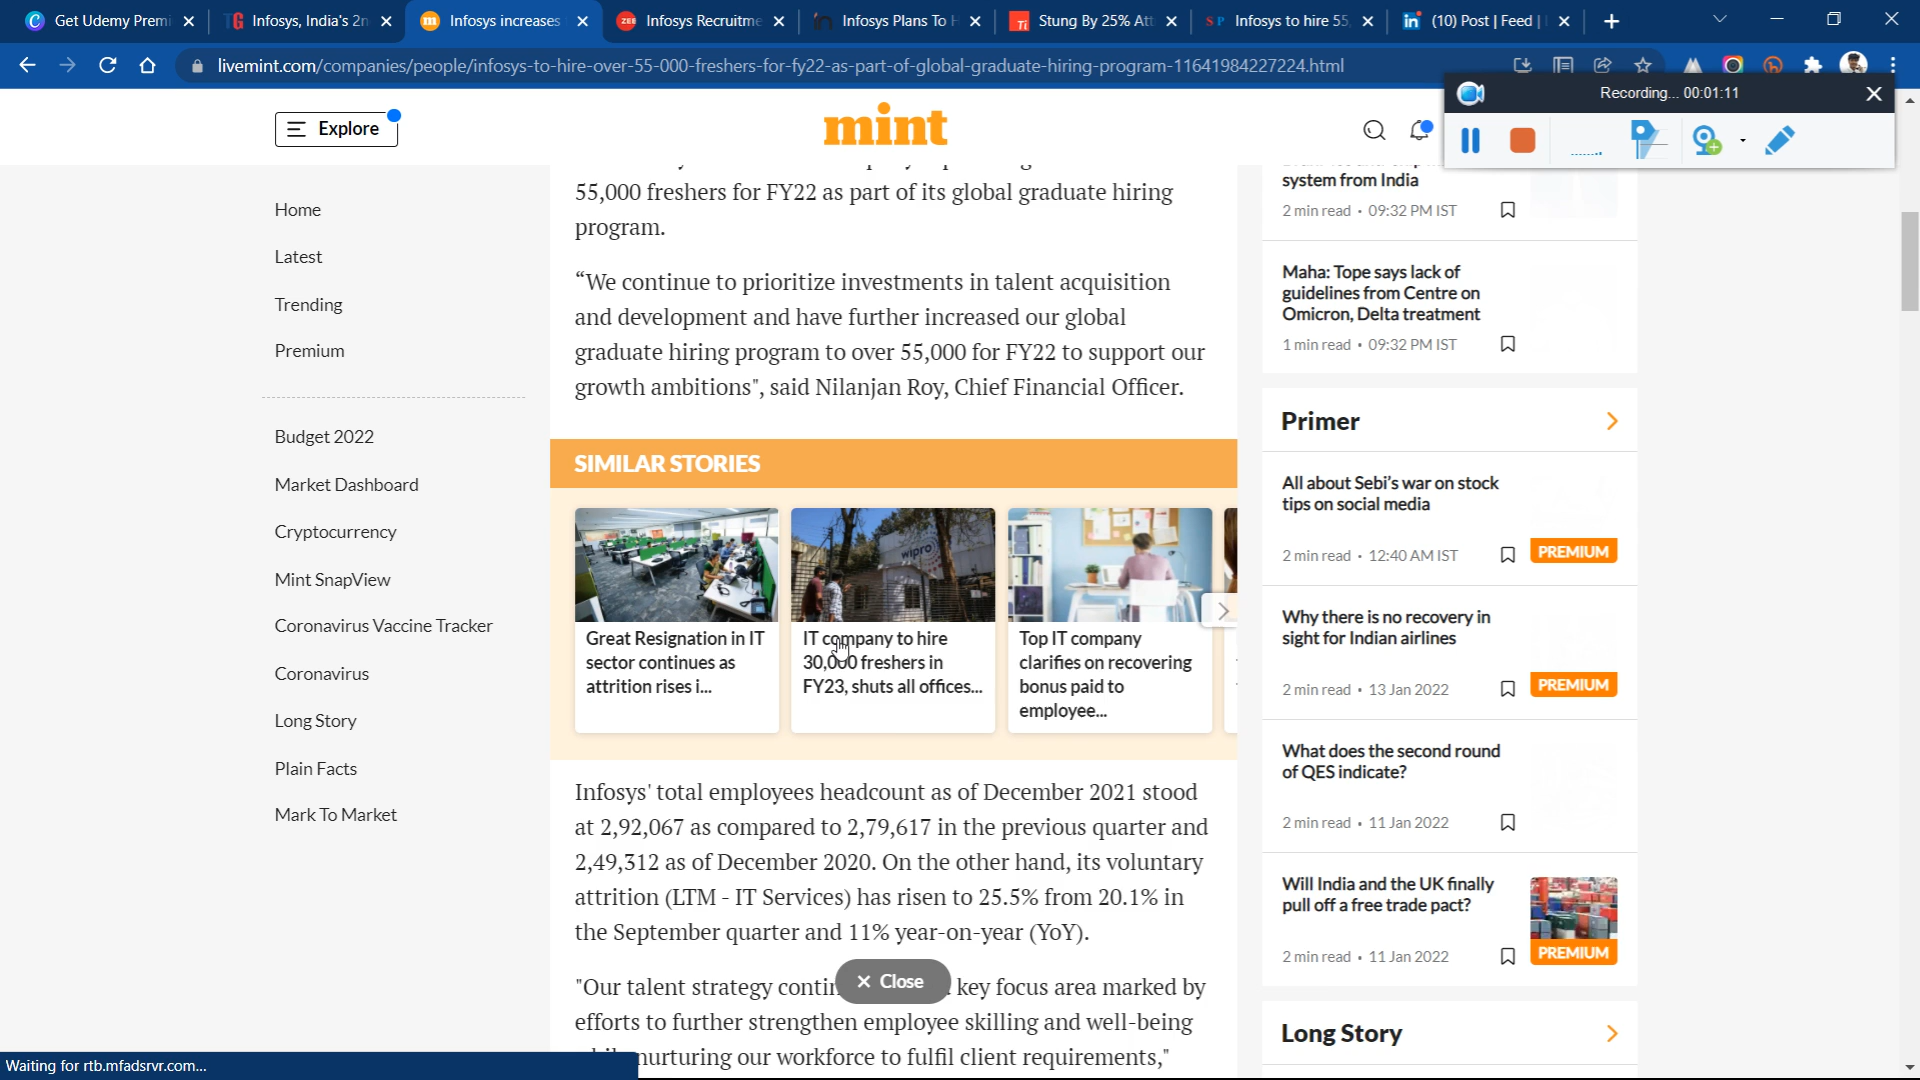 Get Udemy Premi
Infosys, India's 2n
Infosys increases
Infosys Recruitme
Infosys Plans To H
Stung By 25% Att
Infosys to hire 55,
(10) Post | Feed |
livemint.com/companies/people/infosys-to-hire-over-55-000-freshers-for-fy22-as-part-of-global-graduate-hiring-program-11641984227224.html
Recording... 00:01:11
Explore
mint
Home
Latest
Trending
Premium
Budget 2022
Market Dashboard
Cryptocurrency
Mint SnapView
Coronavirus Vaccine Tracker
Coronavirus
Long Story
Plain Facts
Mark To Market
55,000 freshers for FY22 as part of its global graduate hiring
program.
“We continue to prioritize investments in talent acquisition
and development and have further increased our global
graduate hiring program to over 55,000 for FY22 to support our
growth ambitions", said Nilanjan Roy, Chief Financial Officer.
SIMILAR STORIES
wipro
Great Resignation in IT
sector continues as
attrition rises i...
IT company to hire
30,000 freshers in
FY23, shuts all offices...
Top IT company
clarifies on recovering
bonus paid to
employee...
Infosys' total employees headcount as of December 2021 stood
at 2,92,067 as compared to 2,79,617 in the previous quarter and
2,49,312 as of December 2020. On the other hand, its voluntary
attrition (LTM - IT Services) has risen to 25.5% from 20.1% in
the September quarter and 11% year-on-year (YoY).
"Our talent strategy contin key focus area marked by
× Close
efforts to further strengthen employee skilling and well-being
nurturing our workforce to fulfil client requirements,"
system from India
2 min read • 09:32 PM IST
Maha: Tope says lack of
guidelines from Centre on
Omicron, Delta treatment
1 min read • 09:32 PM IST
Primer
All about Sebi’s war on stock
tips on social media
2 min read • 12:40 AM IST
PREMIUM
Why there is no recovery in
sight for Indian airlines
2 min read • 13 Jan 2022
PREMIUM
What does the second round
of QES indicate?
2 min read • 11 Jan 2022
Will India and the UK finally
pull off a free trade pact?
2 min read • 11 Jan 2022
PREMIUM
Long Story
Waiting for rtb.mfadsrvr.com...